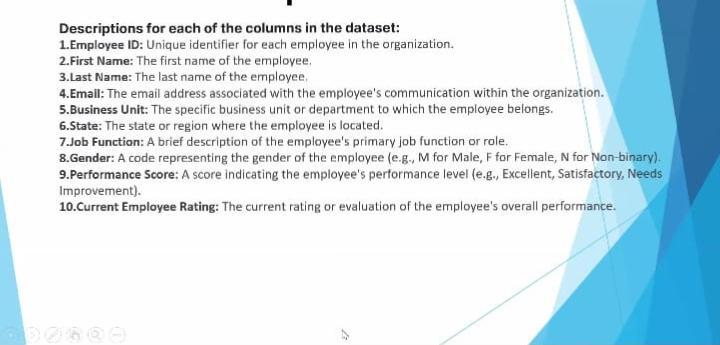 Descriptions for each of the columns in the dataset:
1.Employee ID: Unique identifier for each employee in the organization.
2.First Name: The first name of the employee.
3.Last Name: The last name of the employee.
4.Email: The email address associated with the employee's communication within the organization.
5.Business Unit: The specific business unit or department to which the employee belongs.
6.State: The state or region where the employee is located.
7.Job Function: A brief description of the employee's primary job function or role.
8.Gender: A code representing the gender of the employee (e.g., M for Male, F for Female, N for Non-binary).
9.Performance Score: A score indicating the employee's performance level (e.g., Excellent, Satisfactory, Needs
Improvement).
10.Current Employee Rating: The current rating or evaluation of the employee's overall performance.